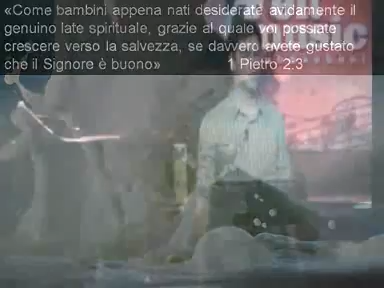 «Come bambini appena nati desiderate avidamente il
genuino late spirituale, grazie al quale voi possiate
crescere verso la salvezza, se davvero avete gustato
che il Signore è buono» 1 Pietro 2:3